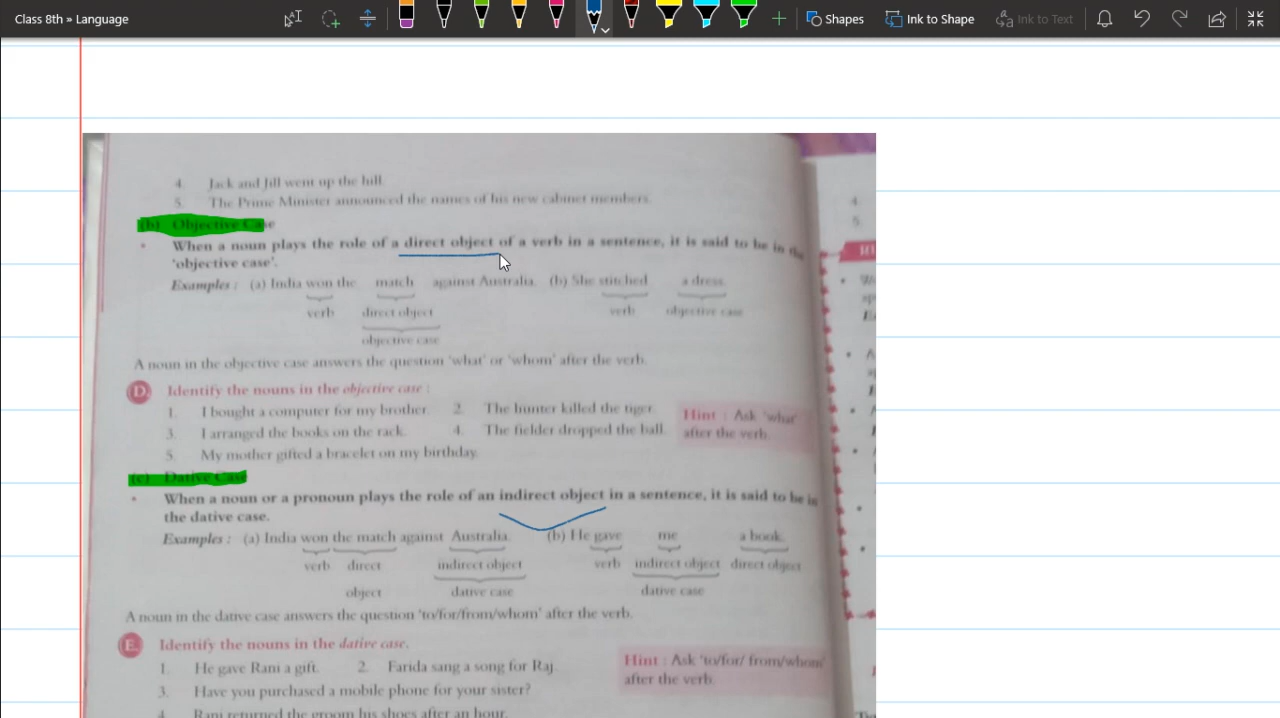 Class 8th » Language
Shapes
Ink to Shape
Ink to Text
4. Jack and Jill went up the hill.
5. The Prime Minister announced the names of his new cabinet members.
(b) Objective Case
• When a noun plays the role of a direct object of a verb in a sentence, it is said to be in the
'objective case'.
Examples : (a) India won the match against Australia. (b) She stitched a dress.
verb direct object verb objective case
objective case
A noun in the objective case answers the question 'what' or 'whom' after the verb.
D. Identify the nouns in the objective case :
1. I bought a computer for my brother. 2. The hunter killed the tiger.
3. I arranged the books on the rack. 4. The fielder dropped the ball.
5. My mother gifted a bracelet on my birthday.
Hint : Ask 'what'
after the verb.
(c) Dative Case
• When a noun or a pronoun plays the role of an indirect object in a sentence, it is said to be in
the dative case.
Examples : (a) India won the match against Australia. (b) He gave me a book.
verb direct indirect object verb indirect object direct object
object dative case dative case
A noun in the dative case answers the question 'to/for/from/whom' after the verb.
E. Identify the nouns in the dative case.
1. He gave Rani a gift. 2. Farida sang a song for Raj.
3. Have you purchased a mobile phone for your sister?
4. Rani returned the groom his shoes after an hour.
Hint : Ask 'to/for/ from/whom'
after the verb.
4.
5.